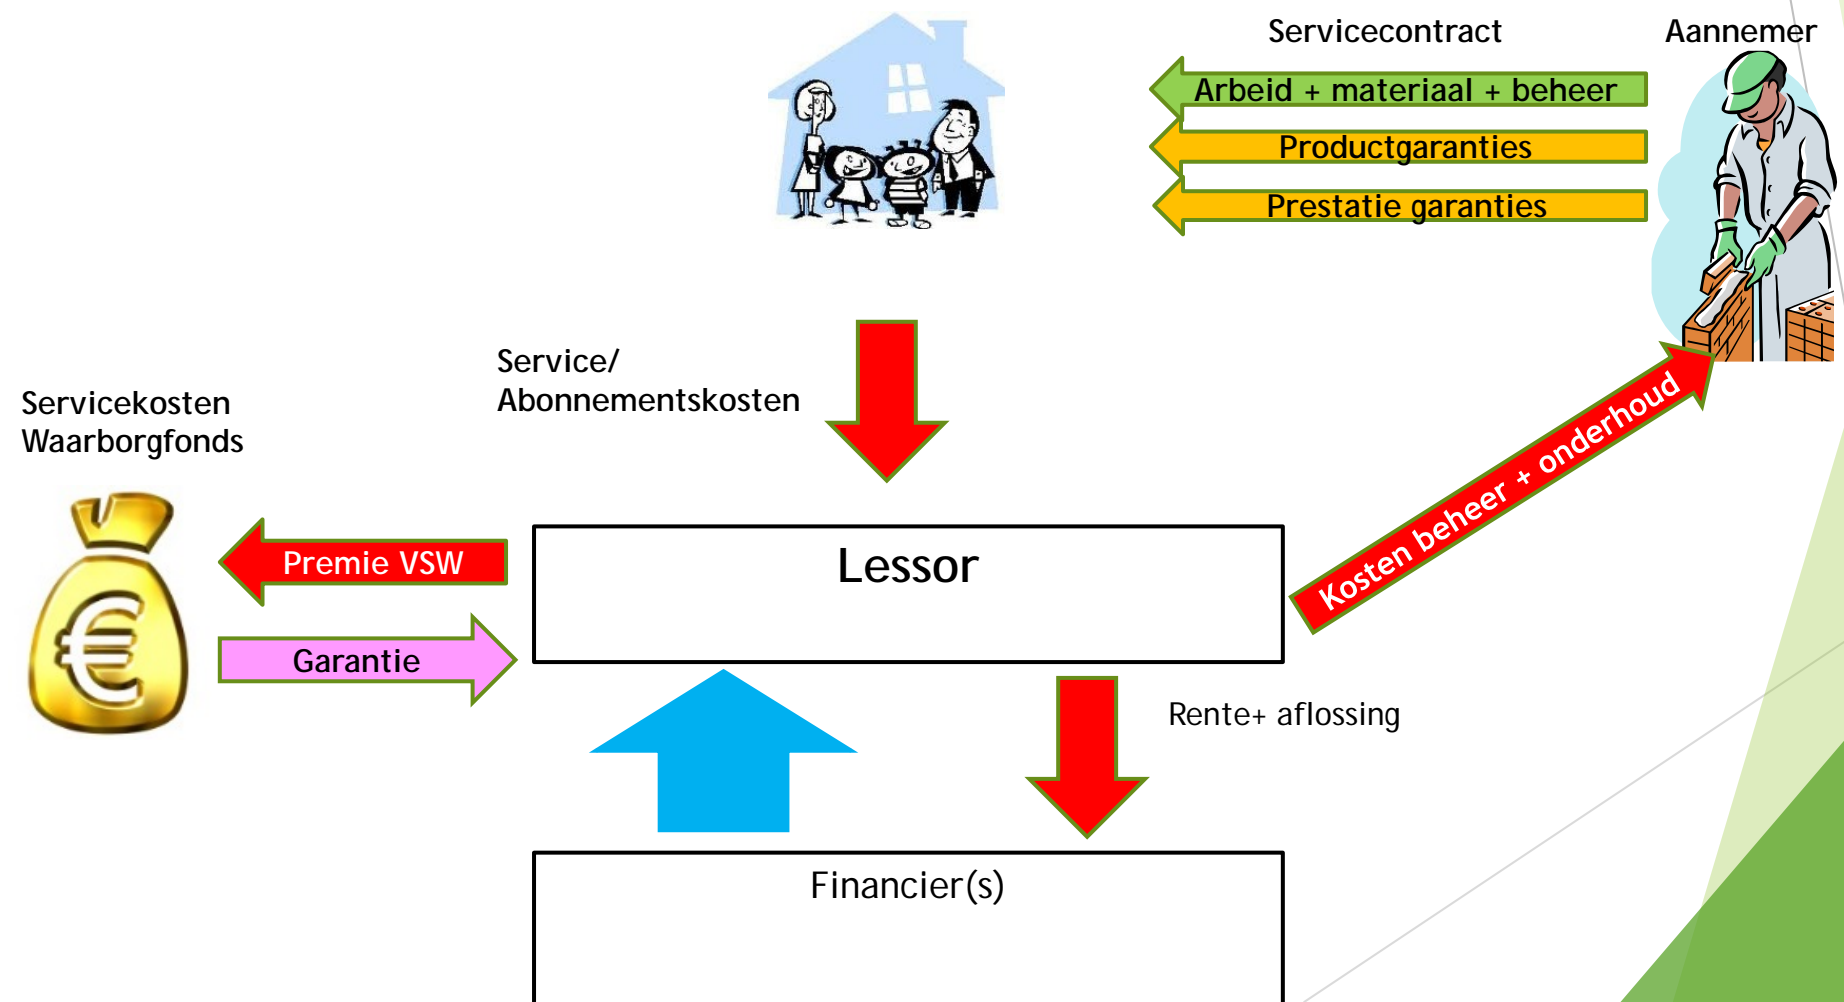 Servicecontract
Aannemer
Arbeid + materiaal + beheer
Productgaranties
Prestatie garanties
Service/
Abonnementskosten
Servicekosten
Waarborgfonds
Kosten beheer + onderhoud
Premie VSW
Lessor
Garantie
€
Rente+ aflossing
Financier(s)